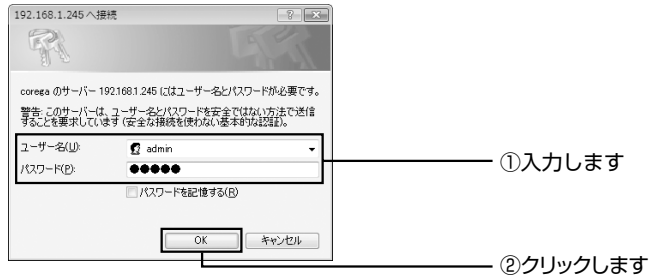 192.168.1.245 へ接続
corega のサーバー 192.168.1.245 にはユーザー名とパスワードが必要です。
警告: このサーバーは、ユーザー名とパスワードを安全ではない方法で送信
することを要求しています (安全な接続を使わない基本的な認証)。
ユーザー名(U):
admin
パスワード(P):
●●●●●
パスワードを記憶する(R)
OK
キャンセル
①入力します
②クリックします